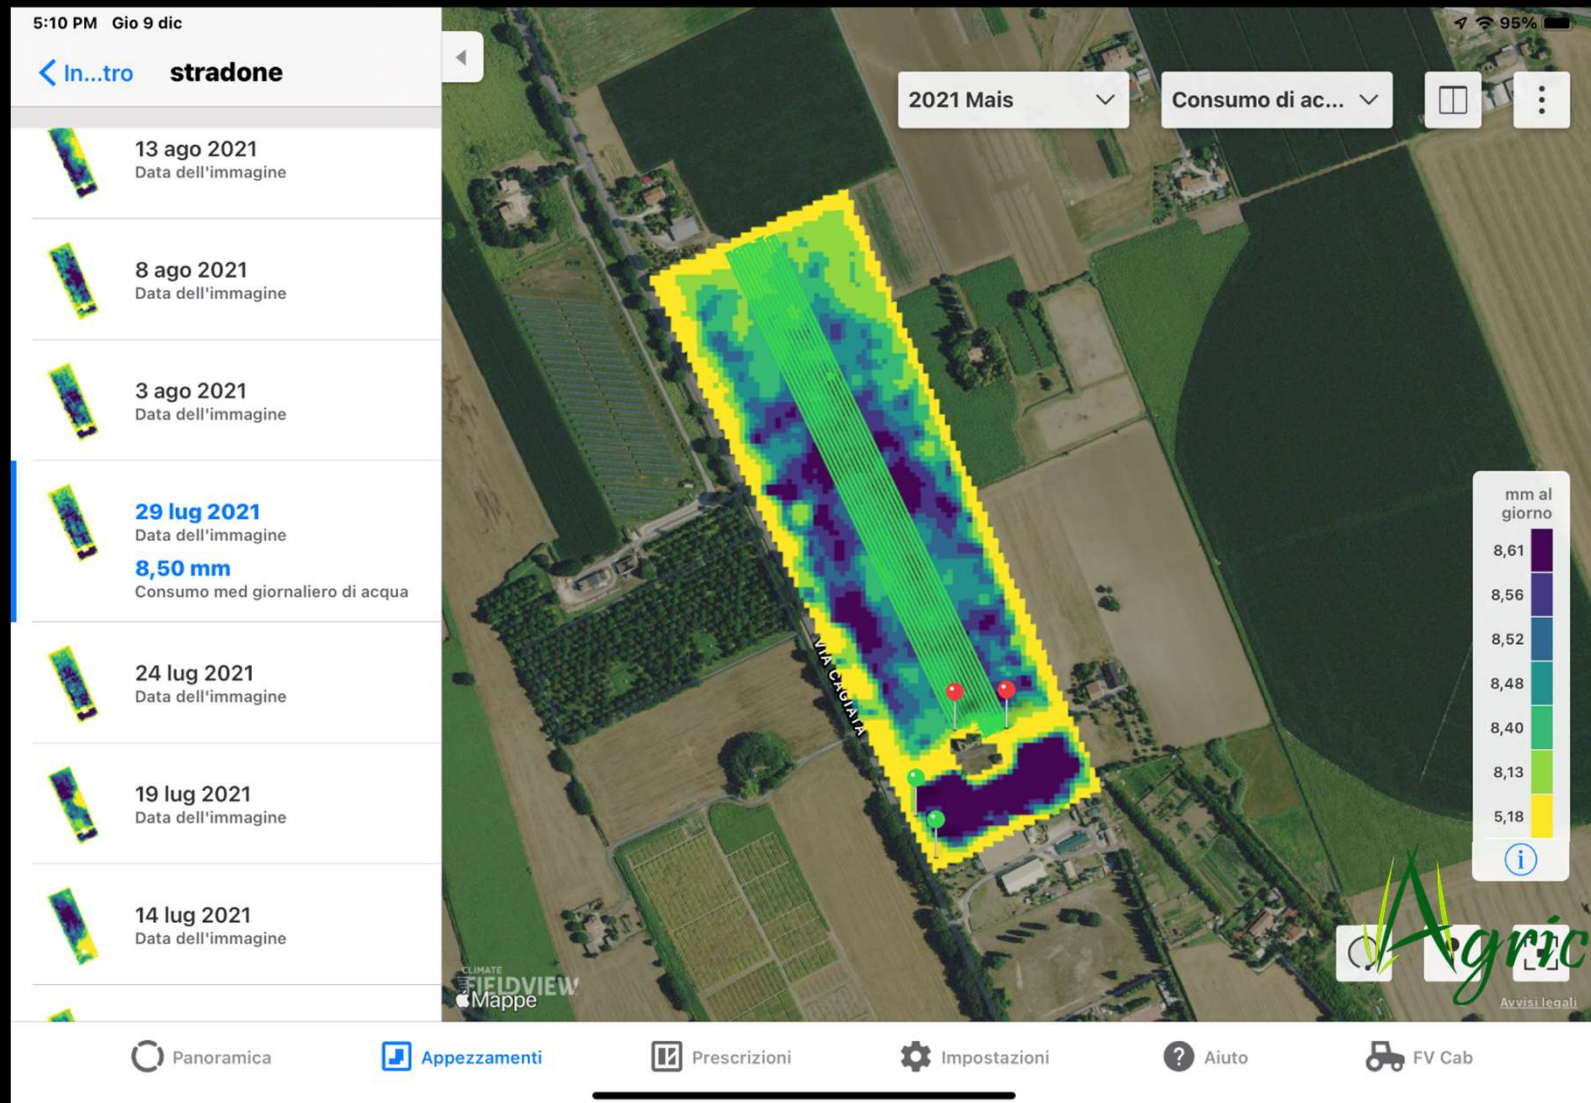 5:10 PM Gio 9 dic
95%
In...tro
stradone
13 ago 2021
Data dell'immagine
8 ago 2021
Data dell'immagine
3 ago 2021
Data dell'immagine
29 lug 2021
Data dell'immagine
8,50 mm
Consumo med giornaliero di acqua
24 lug 2021
Data dell'immagine
19 lug 2021
Data dell'immagine
14 lug 2021
Data dell'immagine
2021 Mais
Consumo di ac...
VIA CAGIATA
mm al
giorno
8,61
8,56
8,52
8,48
8,40
8,13
5,18
i
CLIMATE
FIELDVIEW
Mappe
Agric
Avvisi legali
Panoramica
Appezzamenti
Prescrizioni
Impostazioni
? Aiuto
FV Cab